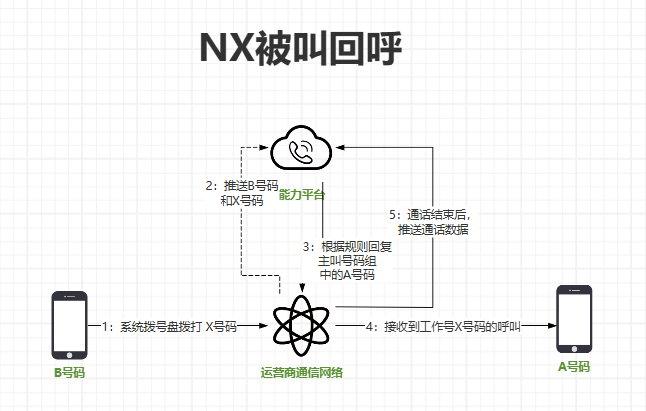 NX被叫回呼
2：推送B号码
和X号码
能力平台
5：通话结束后，
推送通话数据
3：根据规则回复
主叫号码组
中的A号码
1：系统拨号盘拨打 X号码
4：接收到工作号X号码的呼叫
B号码
运营商通信网络
A号码